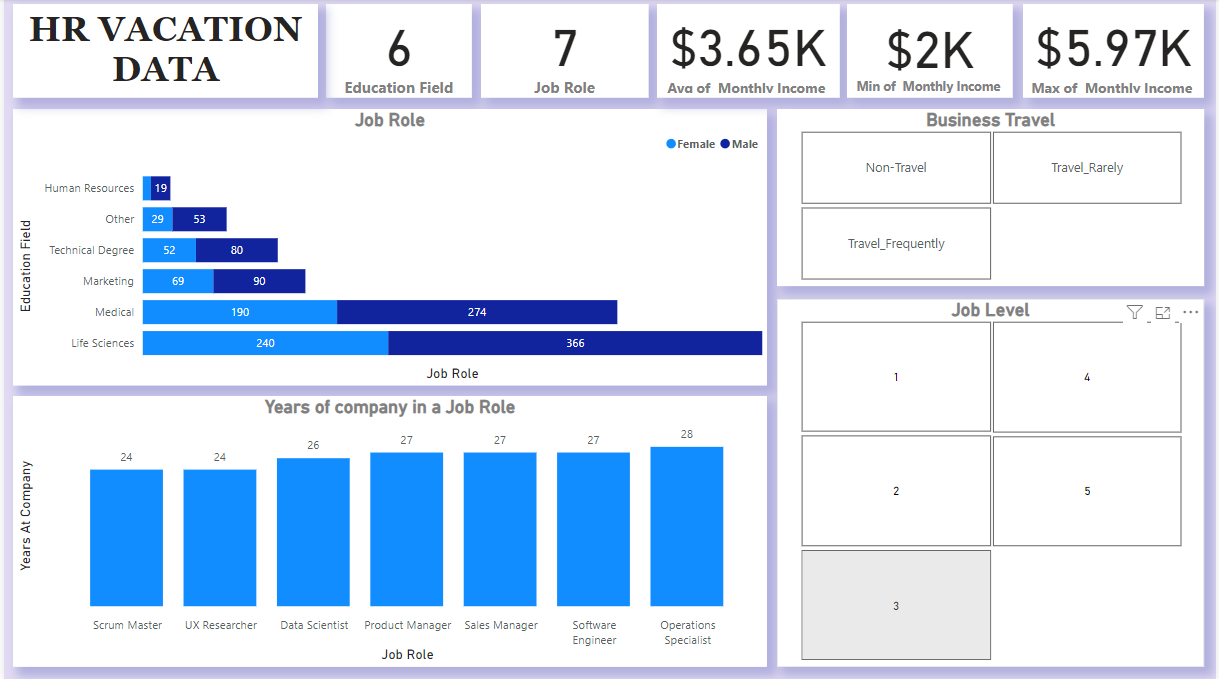 HR VACATION
DATA
6
Education Field
7
Job Role
$3.65K
Avg of Monthly Income
$2K
Min of Monthly Income
$5.97K
Max of Monthly Income
Job Role
Female Male
Education Field
Human Resources 19
Other 29 53
Technical Degree 52 80
Marketing 69 90
Medical 190 274
Life Sciences 240 366
Job Role
Business Travel
Non-Travel Travel_Rarely
Travel_Frequently
Job Level
1 4
2 5
3
Years of company in a Job Role
Years At Company
24 24 26 27 27 27 28
Scrum Master UX Researcher Data Scientist Product Manager Sales Manager Software Operations
Engineer Specialist
Job Role